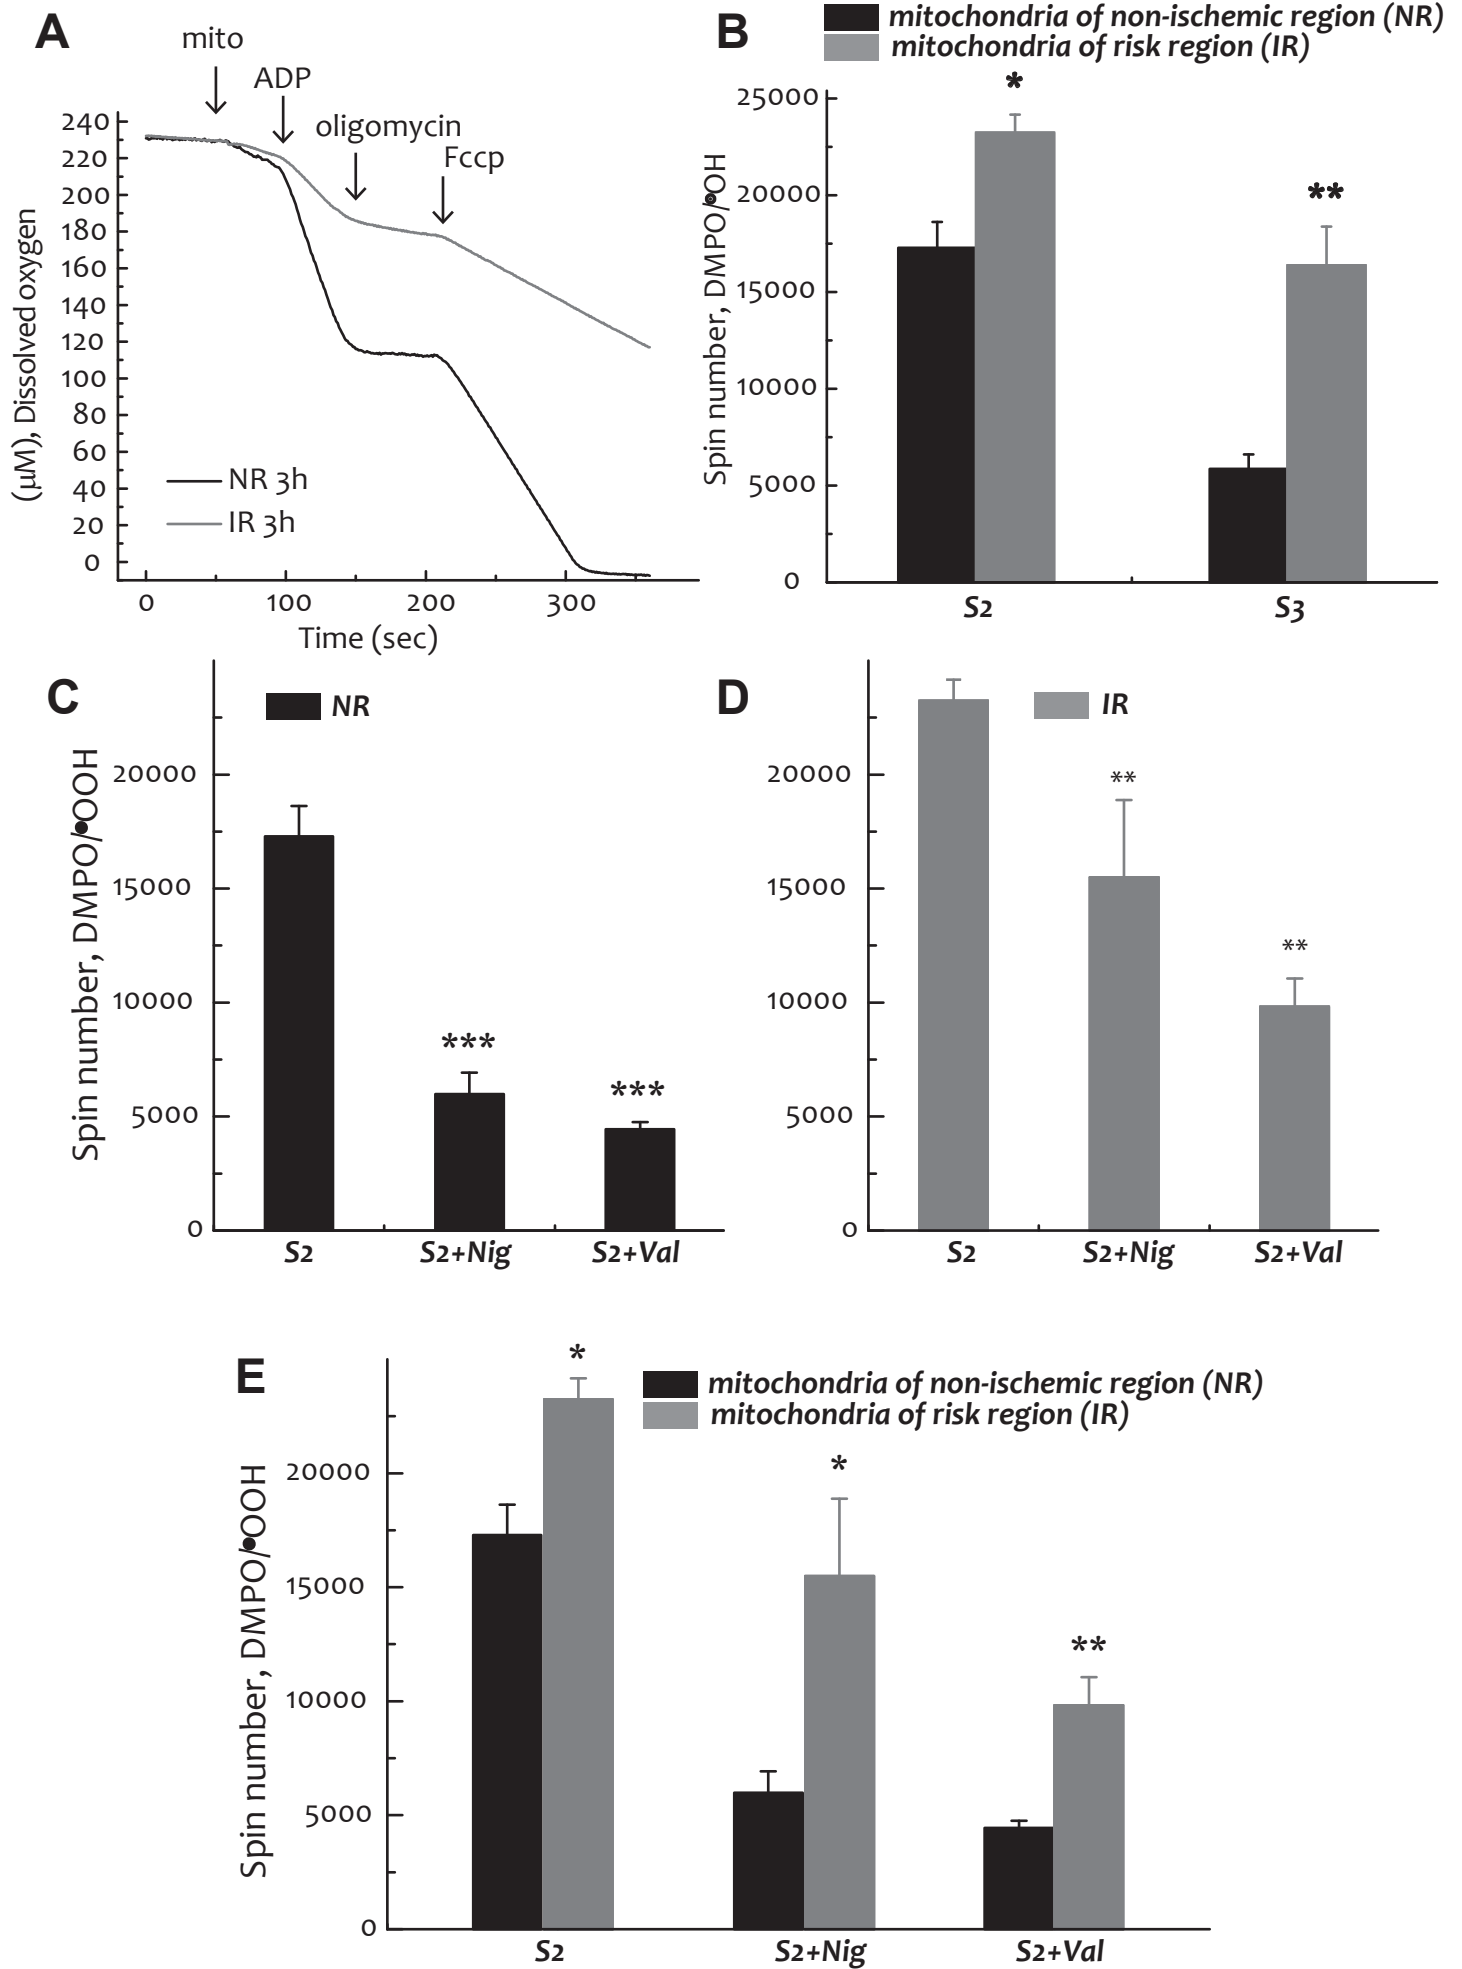 A
mito
ADP
oligomycin
Fccp
240
220
200
180
160
140
120
100
80
60
40
20
0
(µM), Dissolved oxygen
NR 3h
IR 3h
0 100 200 300
Time (sec)
B
mitochondria of non-ischemic region (NR)
mitochondria of risk region (IR)
*
**
25000
20000
15000
10000
5000
0
Spin number, DMPO/•OH
S2 S3
C
NR
20000
15000
10000
5000
0
Spin number, DMPO/•OOH
***
***
S2 S2+Nig S2+Val
D
IR
20000
15000
10000
5000
0
**
**
S2 S2+Nig S2+Val
E
mitochondria of non-ischemic region (NR)
mitochondria of risk region (IR)
*
*
**
20000
15000
10000
5000
0
Spin number, DMPO/•OOH
S2 S2+Nig S2+Val